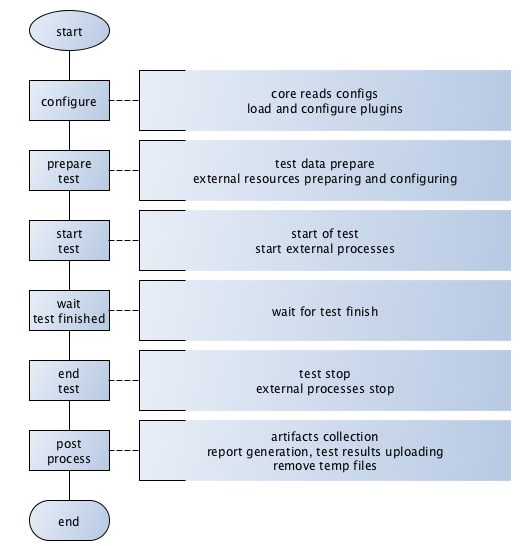 start
configure
core reads configs
load and configure plugins
prepare
test
test data prepare
external resources preparing and configuring
start
test
start of test
start external processes
wait
test finished
wait for test finish
end
test
test stop
external processes stop
post
process
artifacts collection
report generation, test results uploading
remove temp files
end